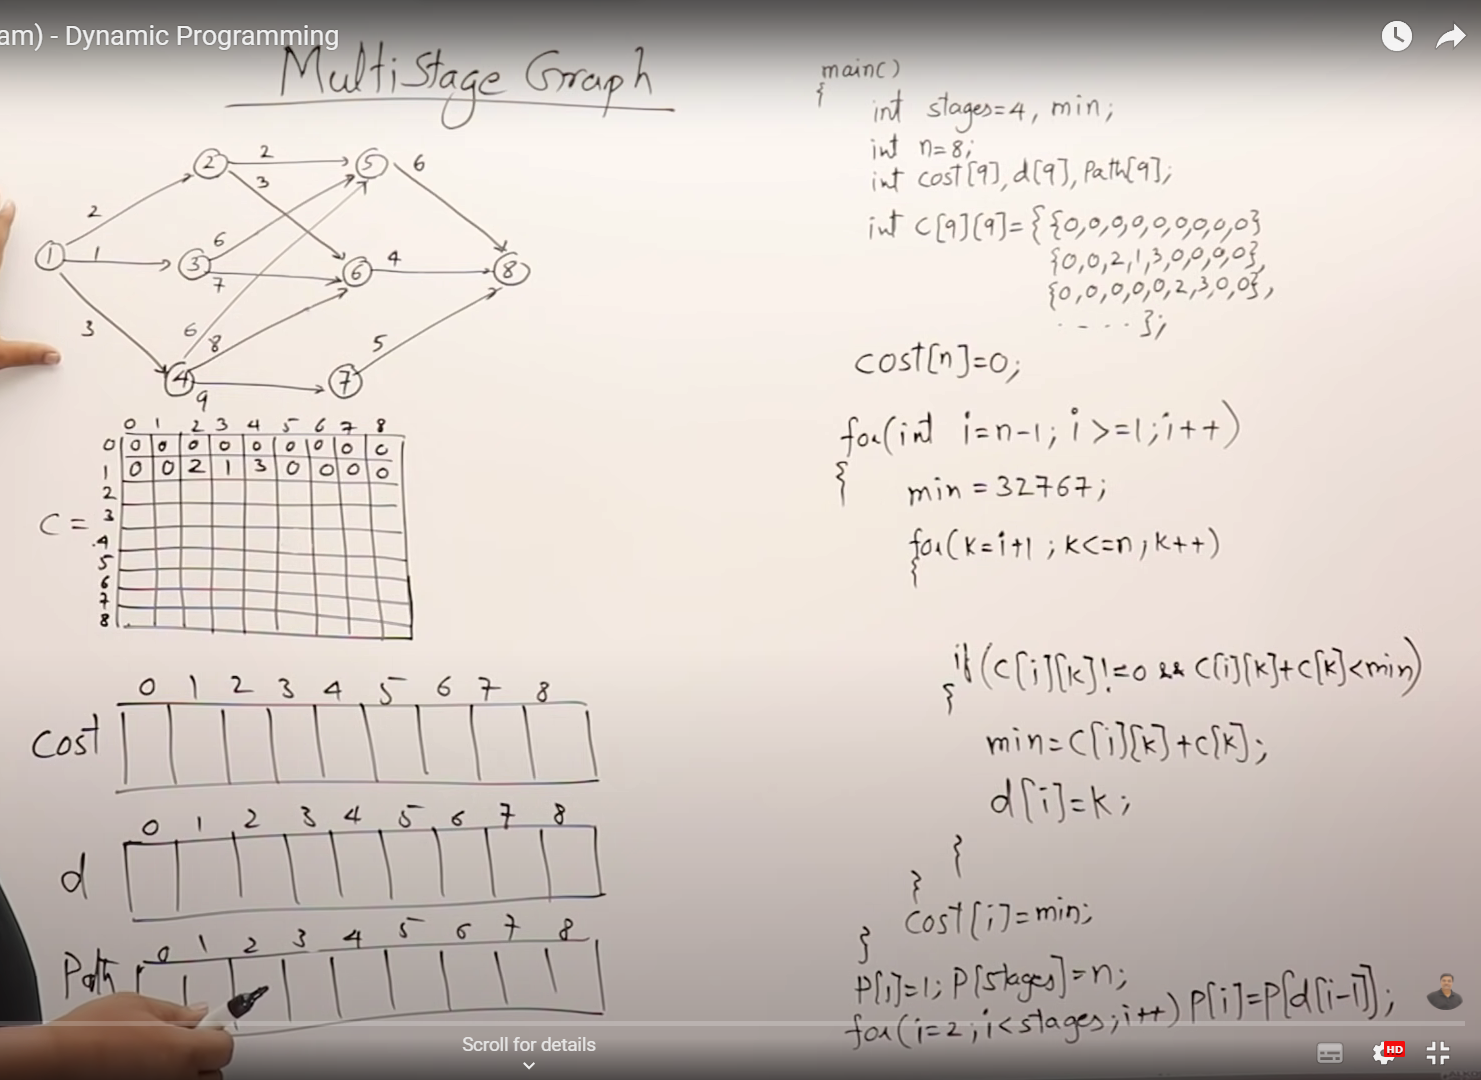 am) - Dynamic Programming
MultiStage Graph
2
2
5
6
3
2
1
1
3
6
7
6
4
8
3
6
8
5
4
9
7
0 1 2 3 4 5 6 7 8
0 0 0 0 0 0 0 0 0 0
1 0 0 2 1 3 0 0 0 0
2
C = 3
4
5
6
7
8
0 1 2 3 4 5 6 7 8
Cost
0 1 2 3 4 5 6 7 8
d
0 1 2 3 4 5 6 7 8
Path
main()
{
int stages=4, min;
int n=8;
int cost[9], d[9], Path[9];
int C[9][9]={{0,0,0,0,0,0,0,0,0}
{0,0,2,1,3,0,0,0,0},
{0,0,0,0,0,2,3,0,0},
....};
cost[n]=0;
for(int i=n-1; i>=1; i++)
{
min=32767;
for(k=i+1; k<=n; k++)
{
if(C[i][k]!=0 && C[i][k]+C[k]<min)
{
min=C[i][k]+C[k];
d[i]=k;
}
}
cost[i]=min;
}
P[i]=1; P[stages]=n;
for(i=2; i<stages; i++) P[i]=P[d[i-1]];
Scroll for details
HD